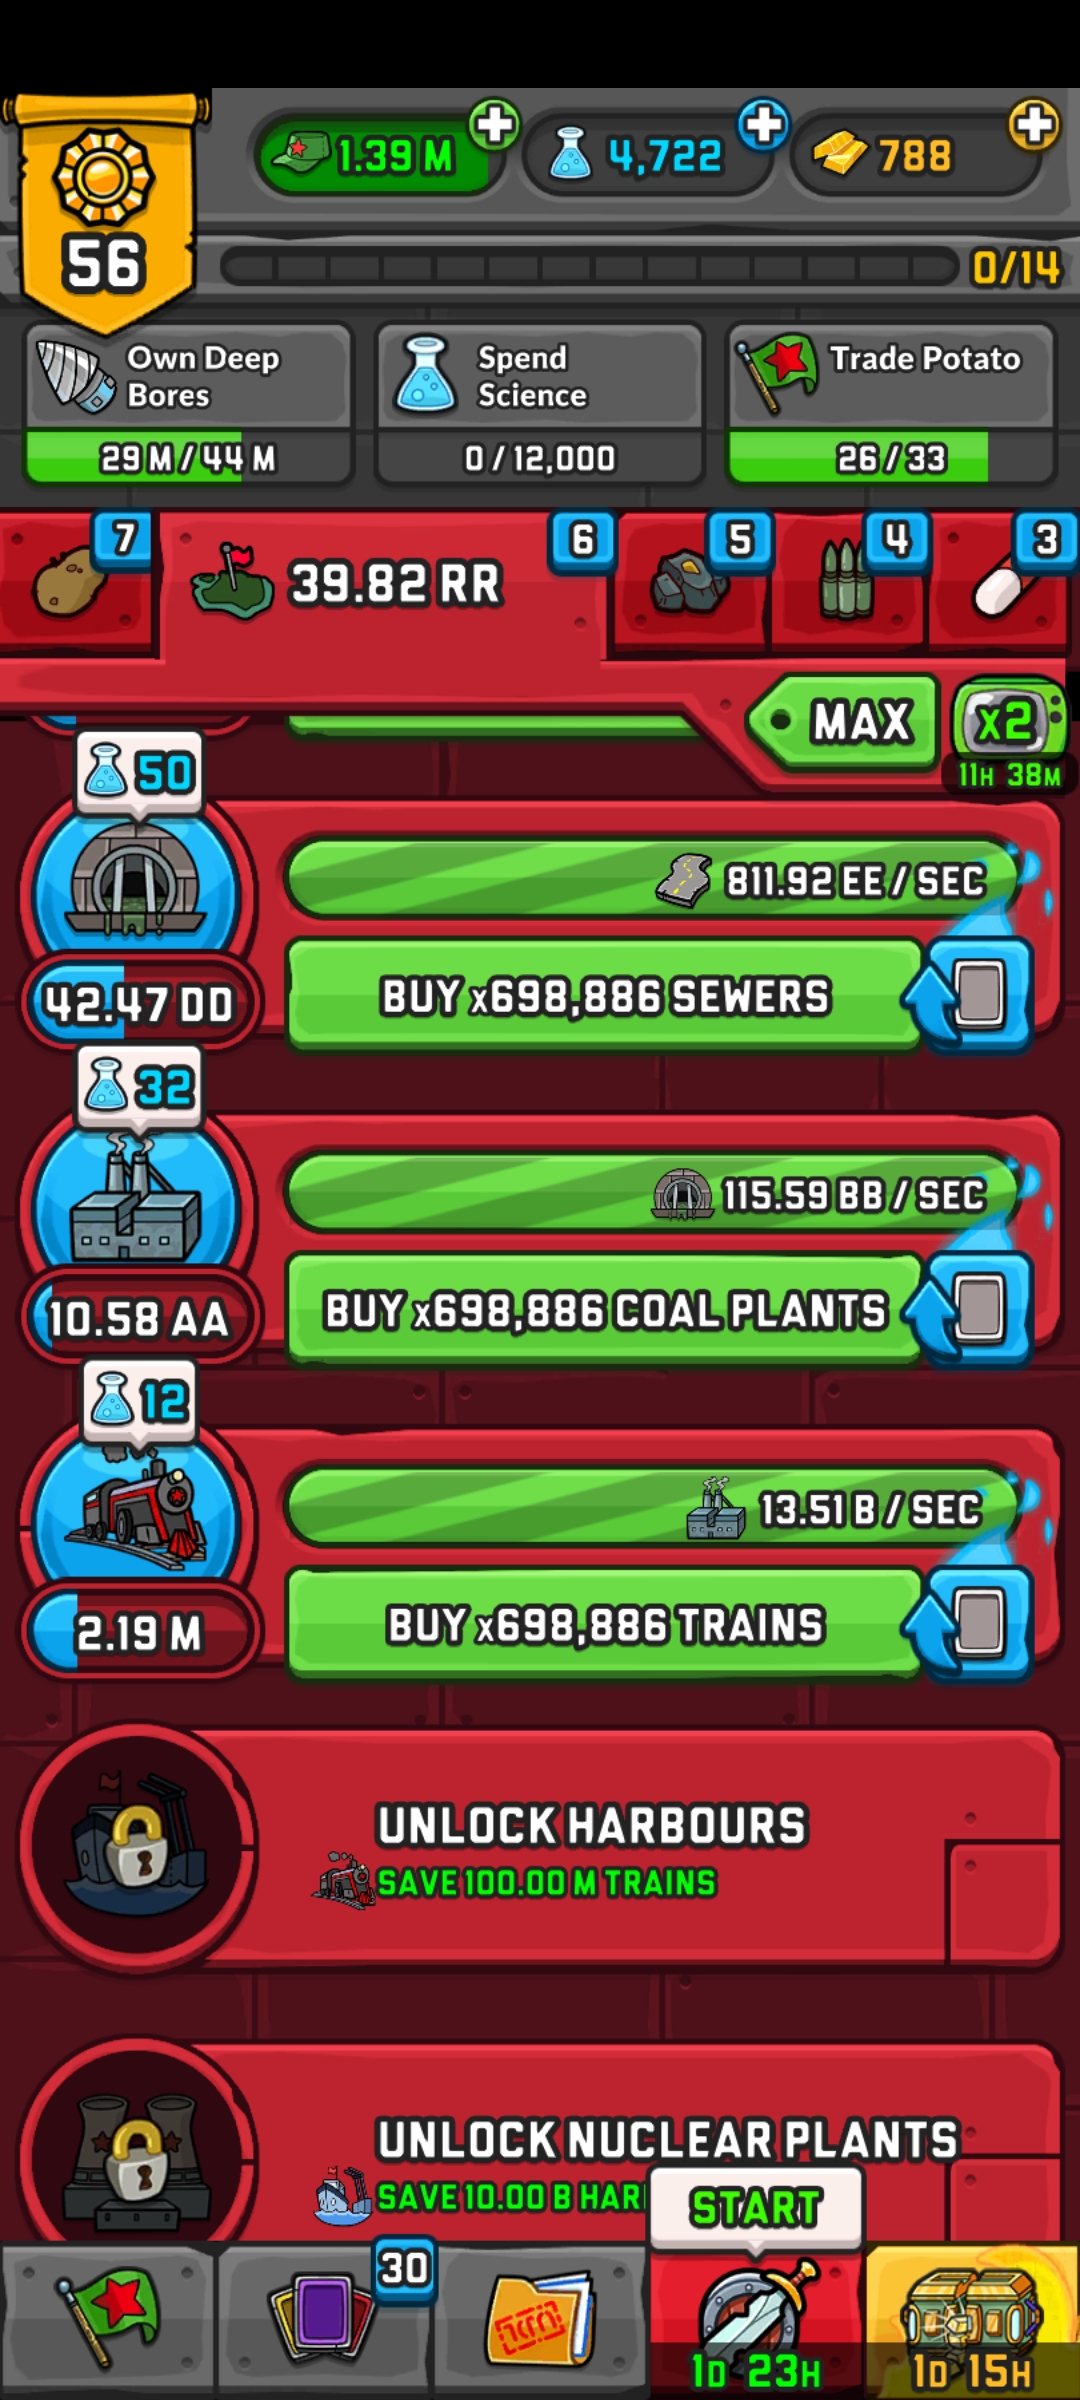 1.39 M
4,722
788
56
0/14
Own Deep
Bores
29 M / 44 M
Spend
Science
0 / 12,000
Trade Potato
26 / 33
7
39.82 RR
6
5
4
3
MAX
x2
11H 38M
50
811.92 EE / SEC
42.47 DD
BUY x698,886 SEWERS
32
115.59 BB / SEC
10.58 AA
BUY x698,886 COAL PLANTS
12
13.51 B / SEC
2.19 M
BUY x698,886 TRAINS
UNLOCK HARBOURS
SAVE 100.00 M TRAINS
UNLOCK NUCLEAR PLANTS
SAVE 10.00 B HAR
START
30
1D 23H
1D 15H